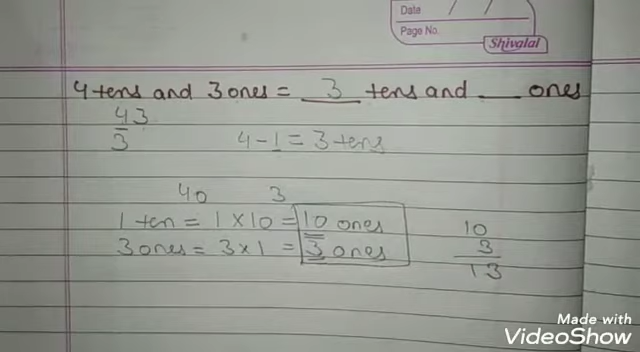 Date / /
Page No.
Shivalal
4 tens and 3 ones = 3 tens and __ ones
43
3
4 - 1 = 3 tens
40 3
1 ten = 1 x 10 = 10 ones
3 ones = 3 x 1 = 3 ones
10
3
13
Made with
VideoShow